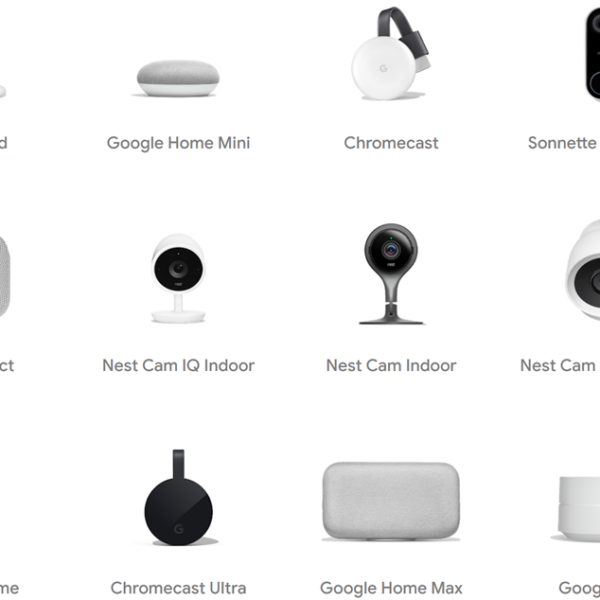 d
Google Home Mini
Chromecast
Sonnette
ct
Nest Cam IQ Indoor
Nest Cam Indoor
Nest Cam
me
Chromecast Ultra
Google Home Max
Goog